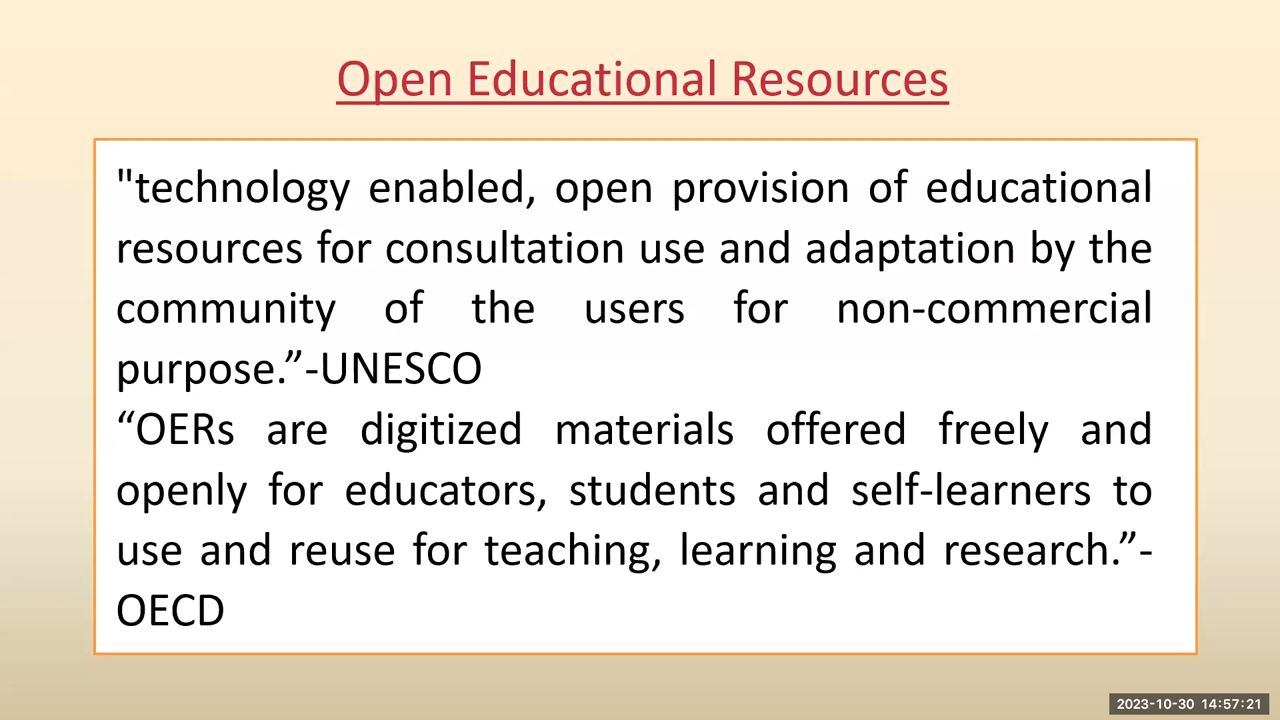 Open Educational Resources
"technology enabled, open provision of educational
resources for consultation use and adaptation by the
community of the users for non-commercial
purpose.”-UNESCO
“OERs are digitized materials offered freely and
openly for educators, students and self-learners to
use and reuse for teaching, learning and research.”-
OECD
2023-10-30 14:57:21